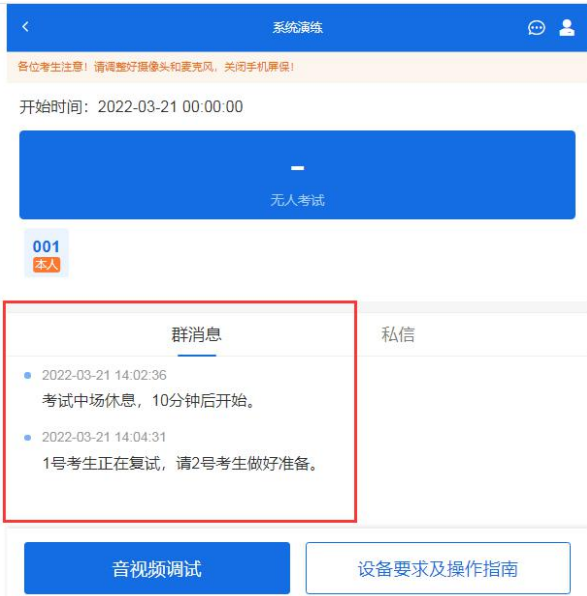 系统演练
各位考生注意！请调整好摄像头和麦克风，关闭手机屏保！
开始时间：2022-03-21 00:00:00
-
无人考试
001
本人
群消息 私信
2022-03-21 14:02:36
考试中场休息，10分钟后开始。
2022-03-21 14:04:31
1号考生正在复试，请2号考生做好准备。
音视频调试 设备要求及操作指南